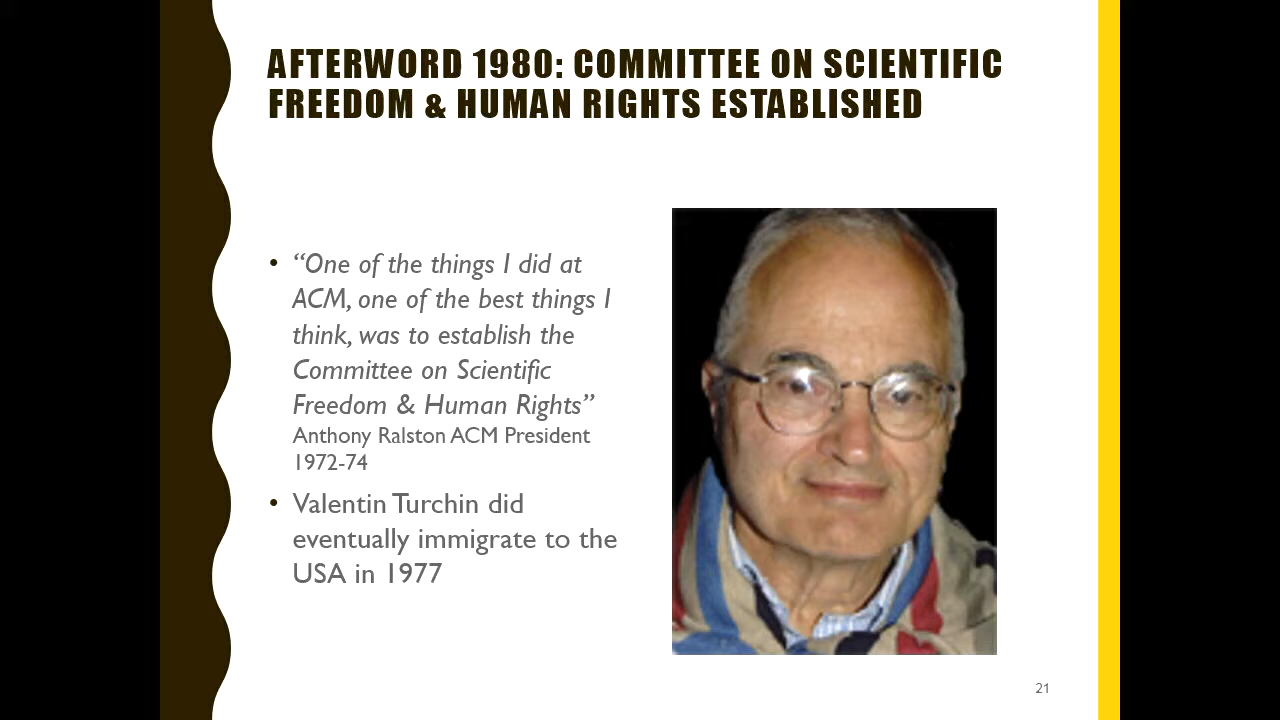 AFTERWORD 1980: COMMITTEE ON SCIENTIFIC
FREEDOM & HUMAN RIGHTS ESTABLISHED
• “One of the things I did at
ACM, one of the best things I
think, was to establish the
Committee on Scientific
Freedom & Human Rights”
Anthony Ralston ACM President
1972-74
• Valentin Turchin did
eventually immigrate to the
USA in 1977
21